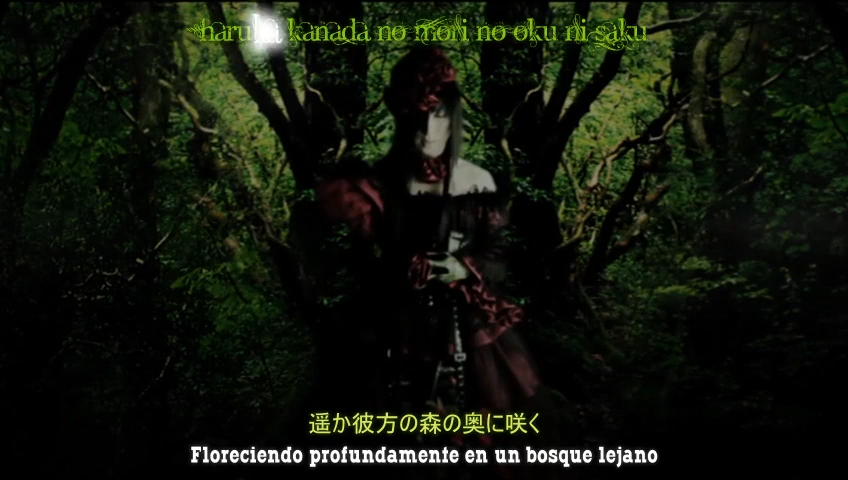 haruka kanada no mori no oku ni saku
遥か彼方の森の奥に咲く
Floreciendo profundamente en un bosque lejano